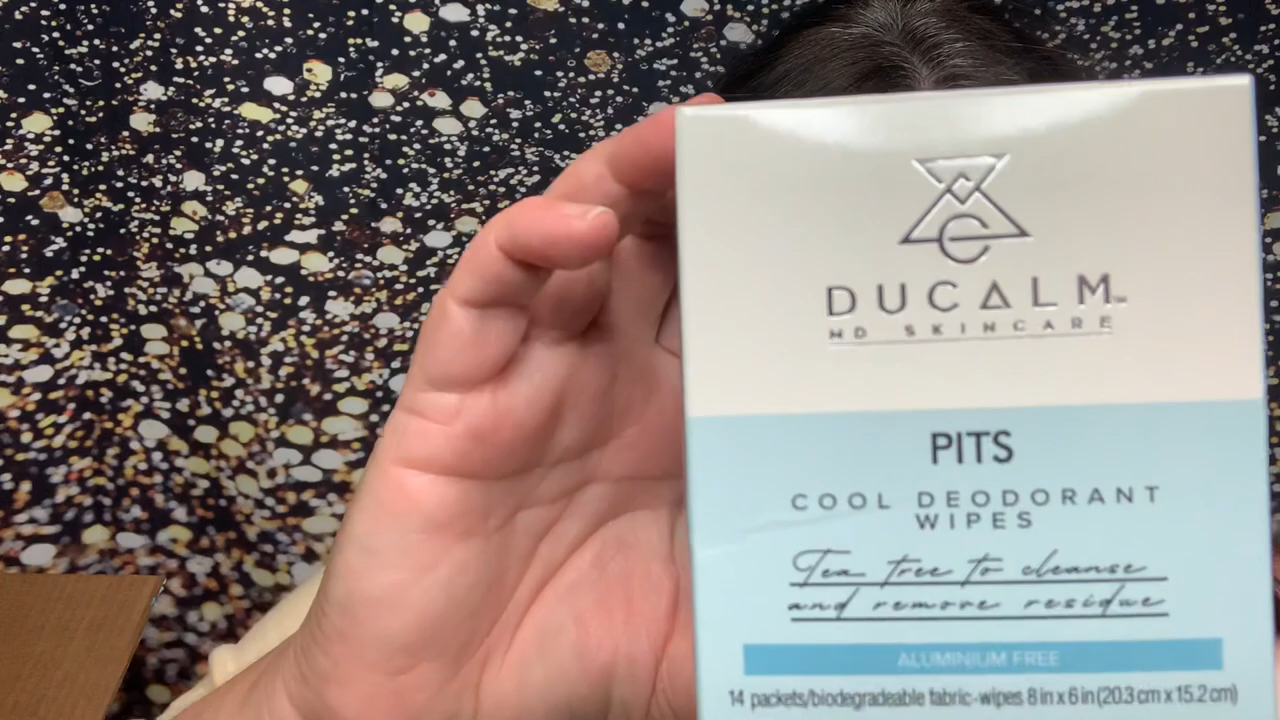 DUCALM™
MD SKINCARE
PITS
COOL DEODORANT
WIPES
Tea tree to cleanse
and remove residue
ALUMINIUM FREE
14 packets/biodegradeable fabric-wipes 8 in x 6 in (20.3 cm x 15.2 cm)